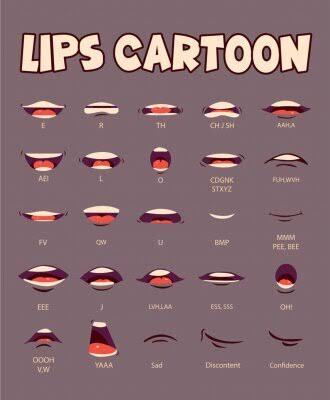 LIPS CARTOON
E R TH CH J SH AAH,A
AEI L O CDGNK FUH,WVH
STXYZ
FV QW U BMP MMM
PEE, BEE
EEE J LVH,LAA ESS, SSS OH!
OOOH YAAA Sad Discontent Confidence
V,W